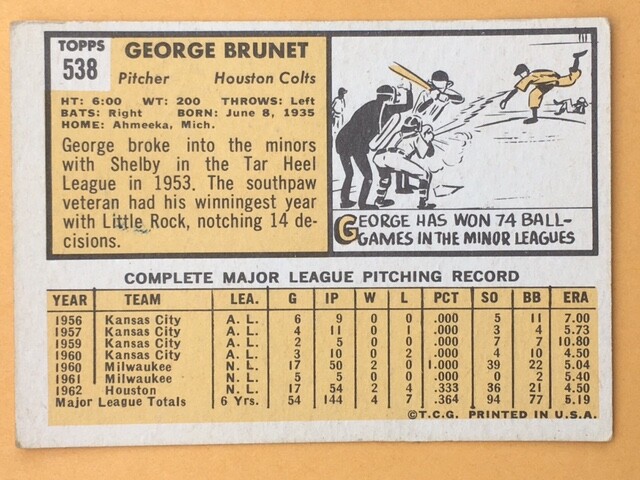 TOPPS
538
GEORGE BRUNET
Pitcher Houston Colts
HT: 6:00 WT: 200 THROWS: Left
BATS: Right BORN: June 8, 1935
HOME: Ahmeeka, Mich.
George broke into the minors
with Shelby in the Tar Heel
League in 1953. The southpaw
veteran had his winningest year
with Little Rock, notching 14 de-
cisions.
GEORGE HAS WON 74 BALL-
GAMES IN THE MINOR LEAGUES
COMPLETE MAJOR LEAGUE PITCHING RECORD
YEAR TEAM LEA. G IP W L PCT SO BB ERA
1956 Kansas City A. L. 6 9 0 0 .000 5 11 7.00
1957 Kansas City A. L. 4 11 0 1 .000 3 4 5.73
1959 Kansas City A. L. 2 5 0 0 .000 7 7 10.80
1960 Kansas City A. L. 3 10 0 2 .000 4 10 4.50
1960 Milwaukee N. L. 17 50 2 0 1.000 39 22 5.04
1961 Milwaukee N. L. 5 5 0 0 .000 0 2 5.40
1962 Houston N. L. 17 54 2 4 .333 36 21 4.50
Major League Totals 6 Yrs. 54 144 4 7 .364 94 77 5.19
©T.C.G. PRINTED IN U.S.A.